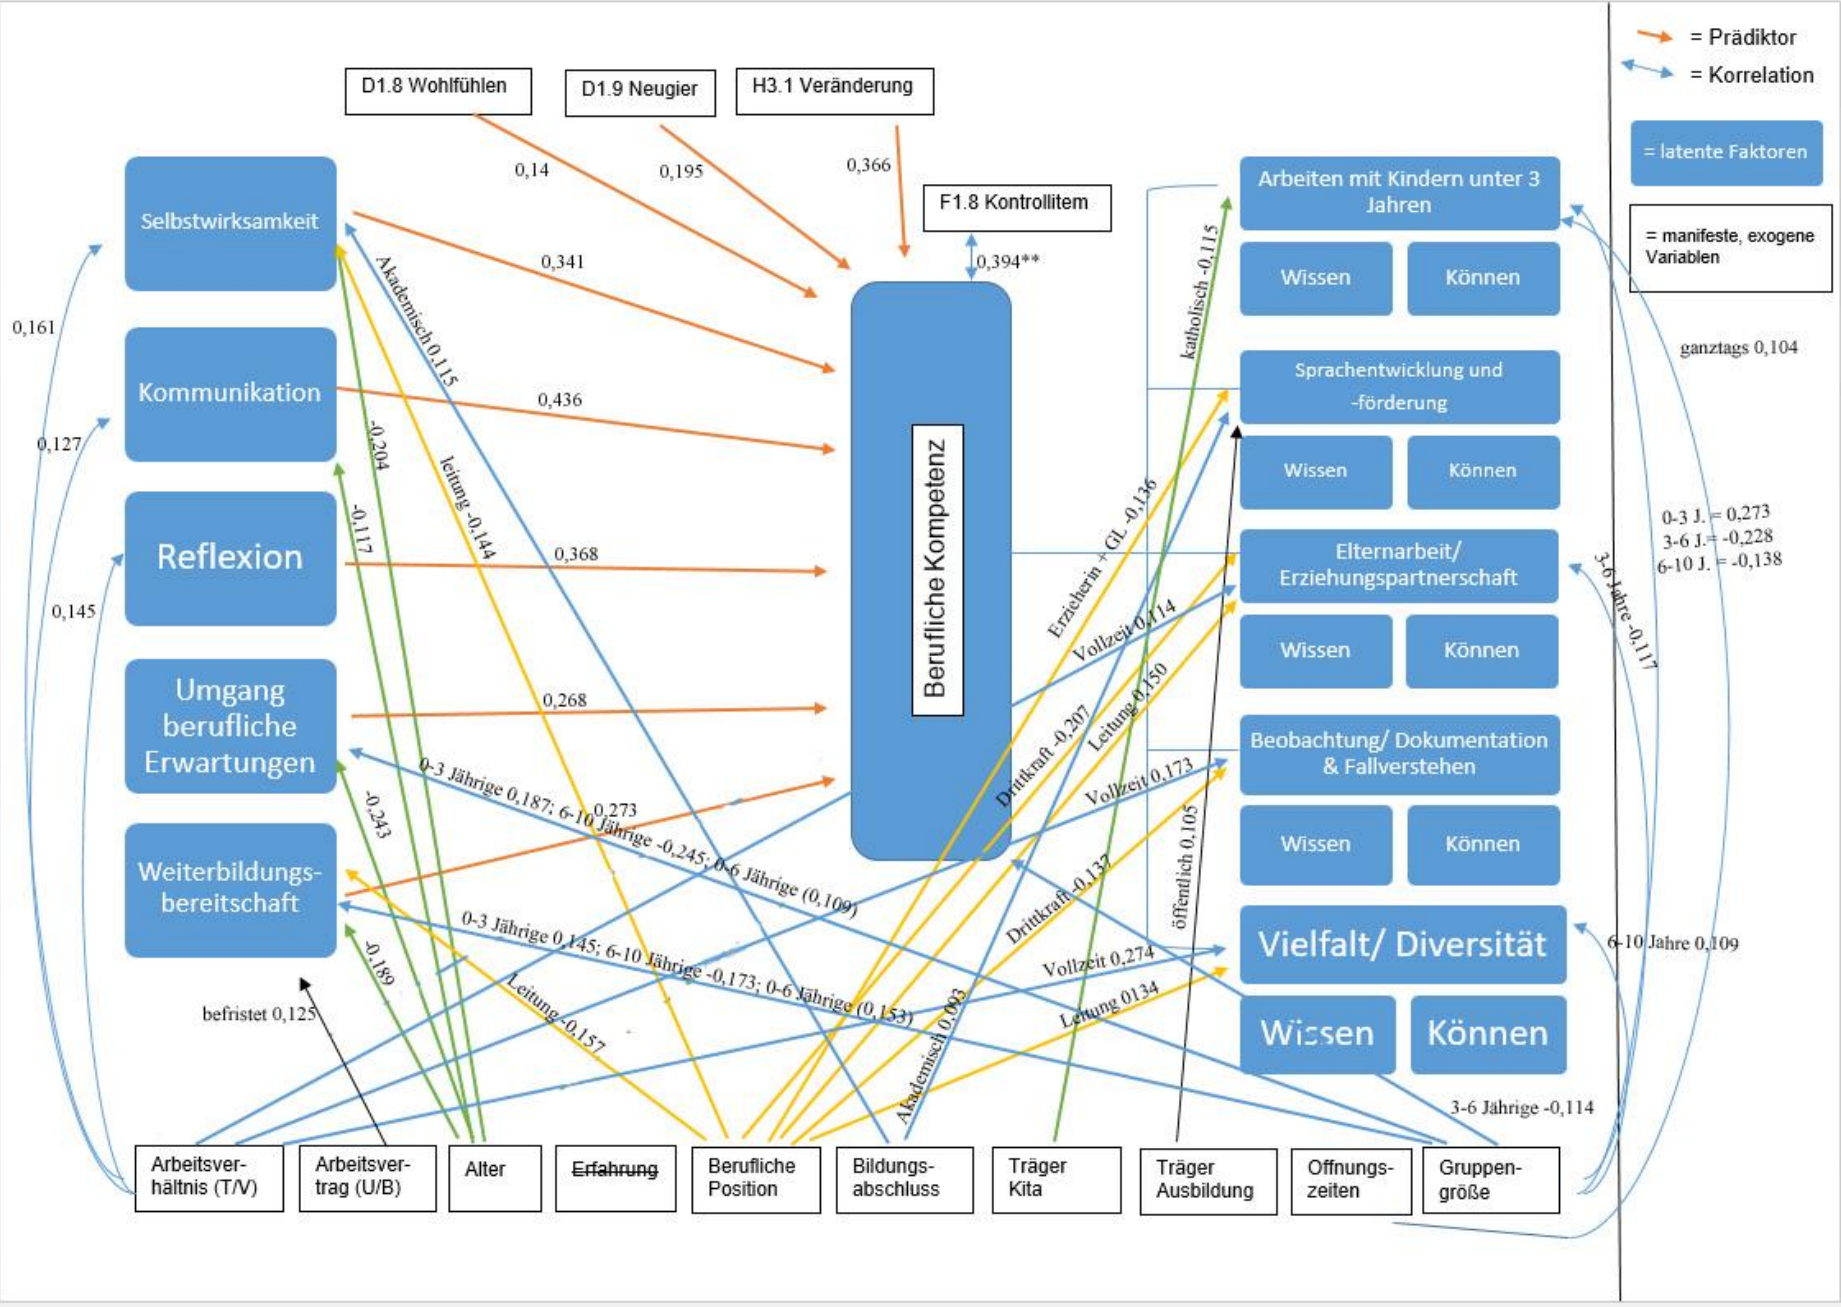 = Prädiktor
= Korrelation
= latente Faktoren
= manifeste, exogene
Variablen
D1.8 Wohlfühlen
D1.9 Neugier
H3.1 Veränderung
0,14
0,195
0,366
F1.8 Kontrollitem
0,394**
Selbstwirksamkeit
Kommunikation
Reflexion
Umgang
berufliche
Erwartungen
Weiterbildungs-
bereitschaft
0,161
0,127
0,145
0,341
0,436
0,368
0,268
0,273
Akademisch 0,115
-0,204
-0,117
leitung -0,144
-0,243
-0,189
befristet 0,125
Leitung -0,157
0-3 Jährige 0,187; 6-10 Jährige -0,245; 0-6 Jährige (0,109)
0-3 Jährige 0,145; 6-10 Jährige -0,173; 0-6 Jährige (0,153)
Berufliche Kompetenz
katholisch -0,115
Erzieherin + GL -0,136
Vollzeit 0,114
Drittkraft -0,207
Leitung 0,150
Vollzeit 0,173
Drittkraft -0,137
öffentlich 0,105
Vollzeit 0,274
Leitung 0134
Akademisch 0,093
Arbeiten mit Kindern unter 3
Jahren
Wissen
Können
Sprachentwicklung und
-förderung
Wissen
Können
Elternarbeit/
Erziehungspartnerschaft
Wissen
Können
Beobachtung/ Dokumentation
& Fallverstehen
Wissen
Können
Vielfalt/ Diversität
Wissen
Können
ganztags 0,104
0-3 J. = 0,273
3-6 J.= -0,228
6-10 J. = -0,138
3-6 Jahre -0,117
6-10 Jahre 0,109
3-6 Jährige -0,114
Arbeitsver-
hältnis (T/V)
Arbeitsver-
trag (U/B)
Alter
Erfahrung
Berufliche
Position
Bildungs-
abschluss
Träger
Kita
Träger
Ausbildung
Offnungs-
zeiten
Gruppen-
größe